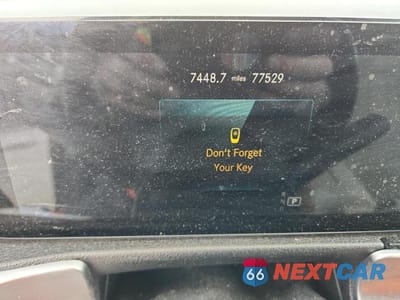 7448.7 miles 77529
Don't Forget
Your Key
P
66 NEXTCAR